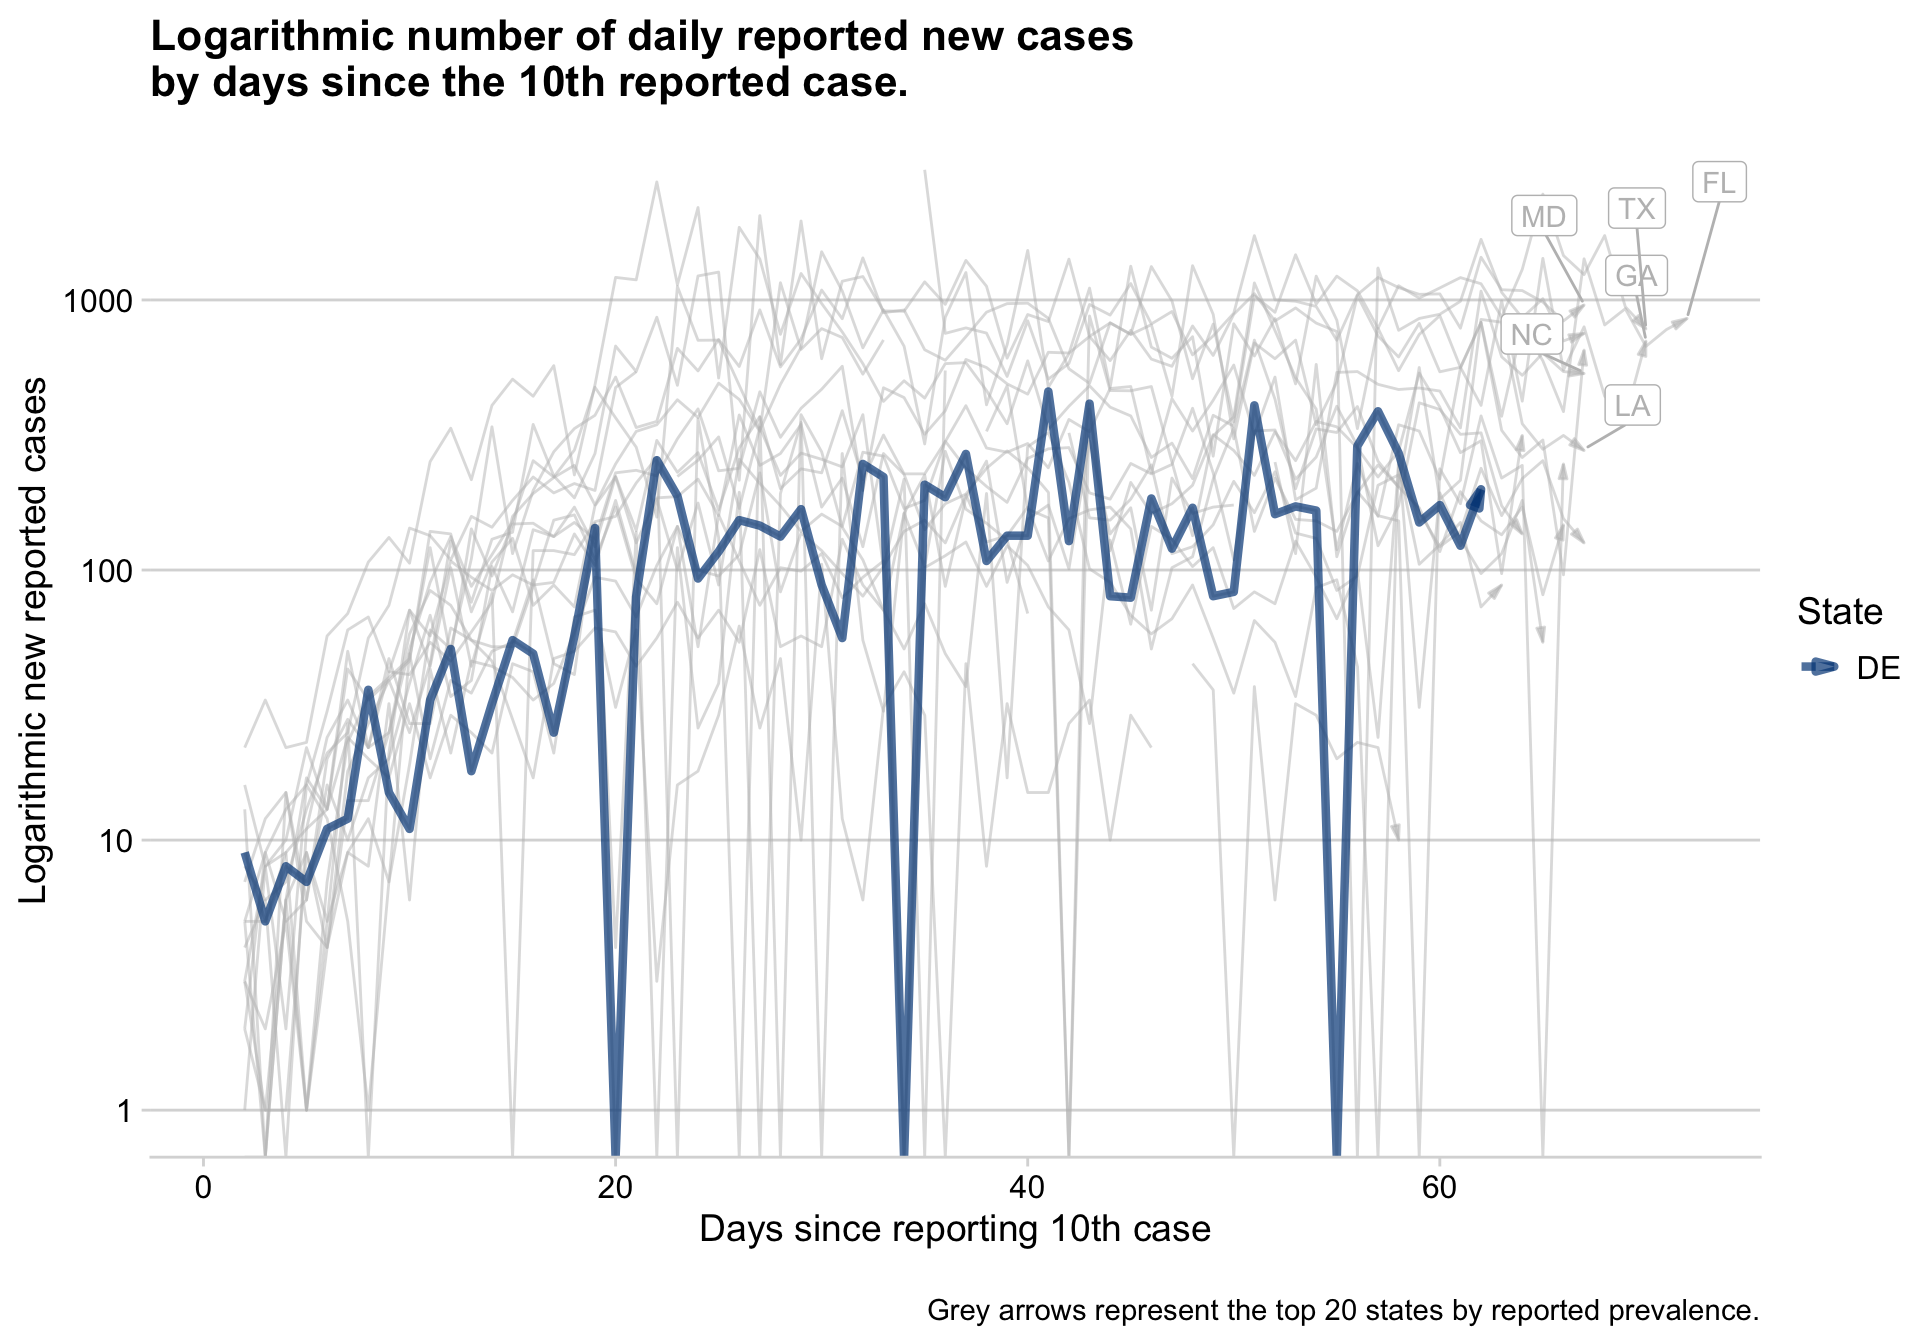 Logarithmic number of daily reported new cases
by days since the 10th reported case.
FL
MD
TX
GA
NC
LA
1000
100
10
1
Logarithmic new reported cases
0
20
40
60
Days since reporting 10th case
State
DE
Grey arrows represent the top 20 states by reported prevalence.